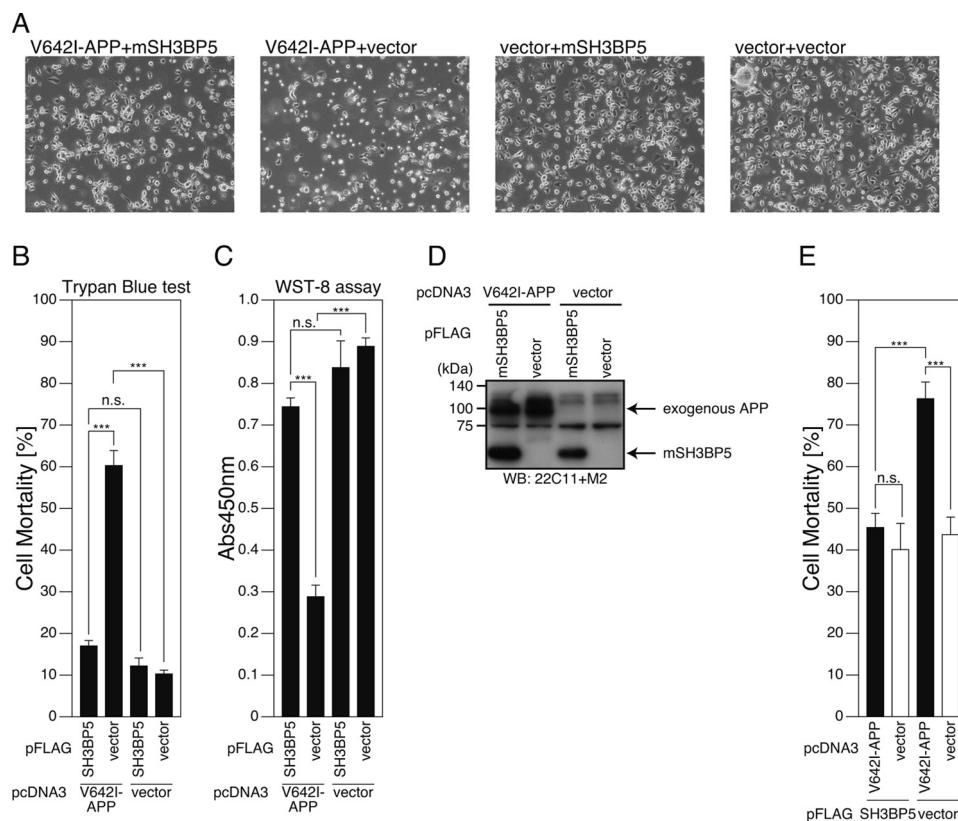 A
V642I-APP+mSH3BP5
V642I-APP+vector
vector+mSH3BP5
vector+vector
B
Trypan Blue test
Cell Mortality [%]
100
90
80
70
60
50
40
30
20
10
0
***
n.s.
***
pFLAG
SH3BP5
vector
SH3BP5
vector
pcDNA3
V642I-
APP
vector
C
WST-8 assay
Abs450nm
1.0
0.9
0.8
0.7
0.6
0.5
0.4
0.3
0.2
0.1
0
***
n.s.
***
SH3BP5
vector
SH3BP5
vector
V642I-
APP
vector
D
pcDNA3
V642I-APP
vector
pFLAG
mSH3BP5
vector
mSH3BP5
vector
(kDa)
140
100
75
exogenous APP
mSH3BP5
WB: 22C11+M2
E
Cell Mortality [%]
100
90
80
70
60
50
40
30
20
10
0
***
***
n.s.
pcDNA3
V642I-APP
vector
V642I-APP
vector
pFLAG
SH3BP5
vector